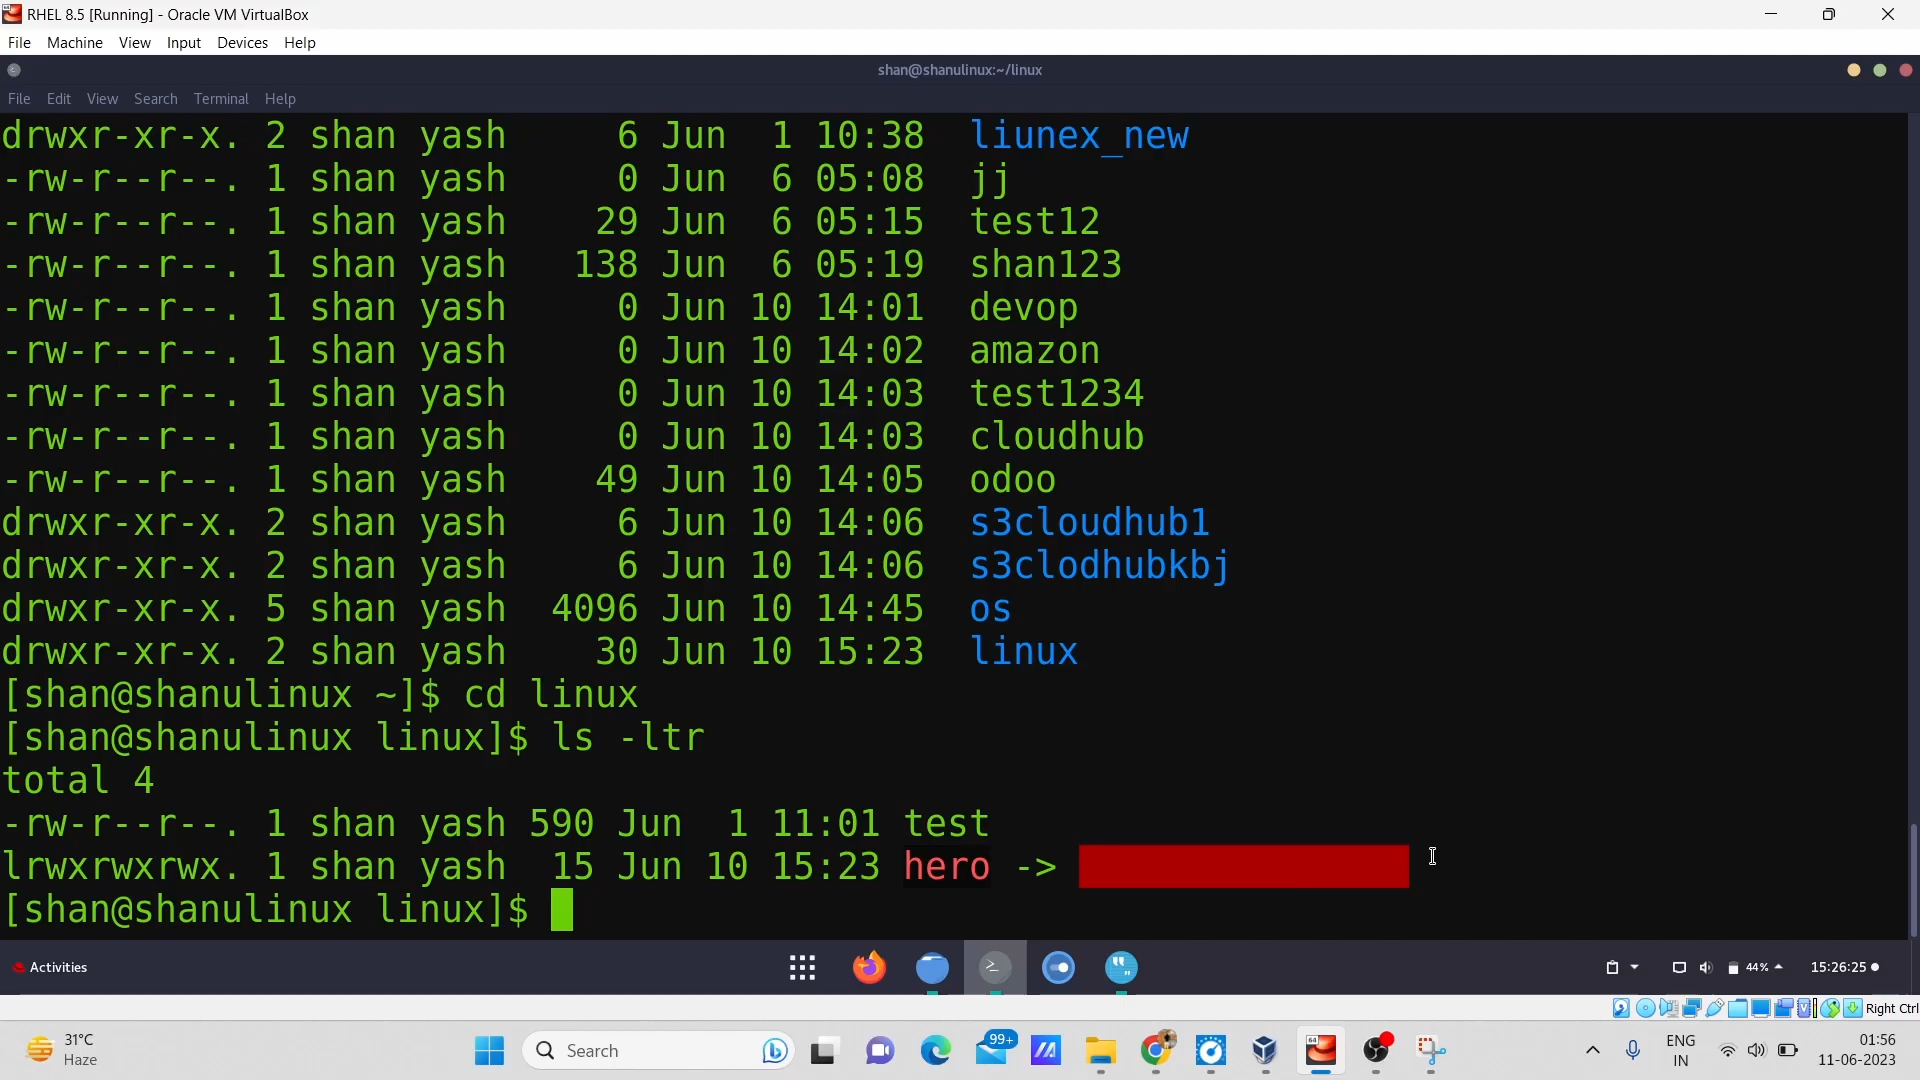 RHEL 8.5 [Running] - Oracle VM VirtualBox
File Machine View Input Devices Help
shan@shanulinux:~/linux
File Edit View Search Terminal Help
drwxr-xr-x. 2 shan yash 6 Jun 1 10:38 liunex_new
-rw-r--r--. 1 shan yash 0 Jun 6 05:08 jj
-rw-r--r--. 1 shan yash 29 Jun 6 05:15 test12
-rw-r--r--. 1 shan yash 138 Jun 6 05:19 shan123
-rw-r--r--. 1 shan yash 0 Jun 10 14:01 devop
-rw-r--r--. 1 shan yash 0 Jun 10 14:02 amazon
-rw-r--r--. 1 shan yash 0 Jun 10 14:03 test1234
-rw-r--r--. 1 shan yash 0 Jun 10 14:03 cloudhub
-rw-r--r--. 1 shan yash 49 Jun 10 14:05 odoo
drwxr-xr-x. 2 shan yash 6 Jun 10 14:06 s3cloudhub1
drwxr-xr-x. 2 shan yash 6 Jun 10 14:06 s3clodhubkbj
drwxr-xr-x. 5 shan yash 4096 Jun 10 14:45 os
drwxr-xr-x. 2 shan yash 30 Jun 10 15:23 linux
[shan@shanulinux ~]$ cd linux
[shan@shanulinux linux]$ ls -ltr
total 4
-rw-r--r--. 1 shan yash 590 Jun 1 11:01 test
lrwxrwxrwx. 1 shan yash 15 Jun 10 15:23 hero ->
[shan@shanulinux linux]$
Activities
44%
15:26:25
Right Ctrl
31°C
Haze
Search
99+
64
ENG
IN
01:56
11-06-2023